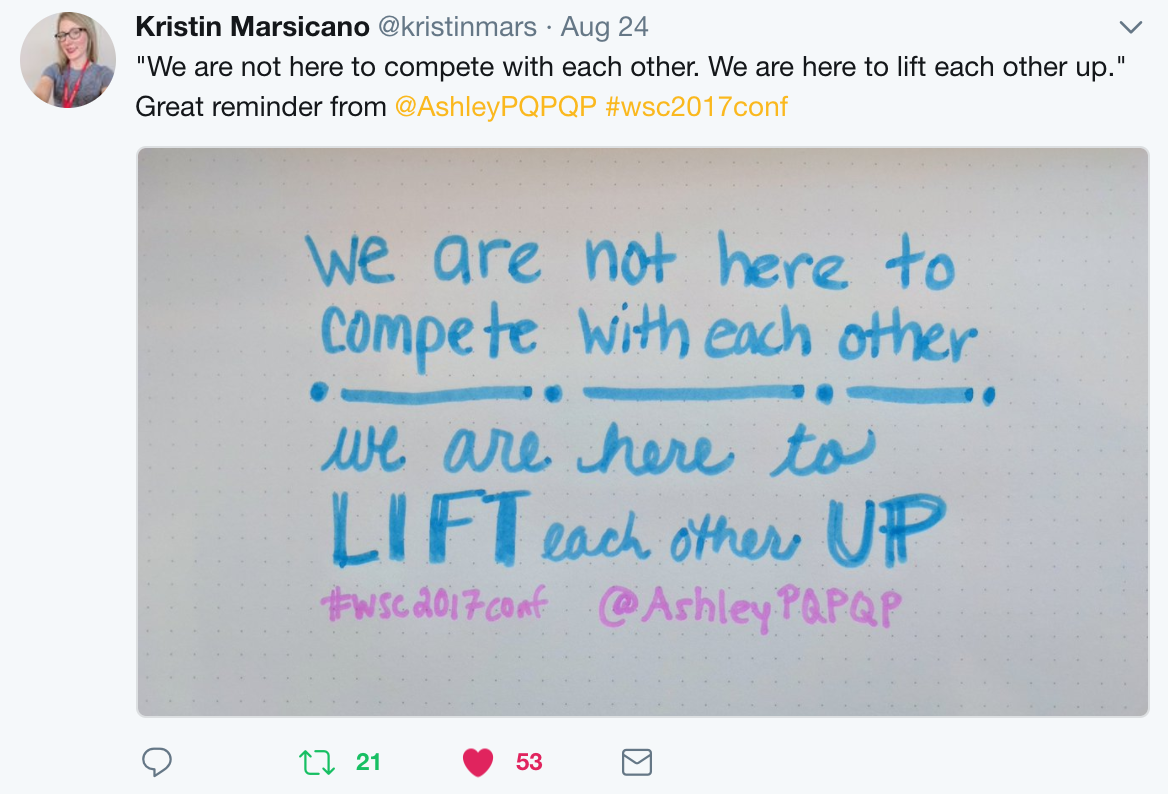 Kristin Marsicano @kristinmars · Aug 24
"We are not here to compete with each other. We are here to lift each other up."
Great reminder from @AshleyPQPQP #wsc2017conf
we are not here to
compete with each other
we are here to
LIFT each other UP
#wsc2017conf @AshleyPQPQP
21 53